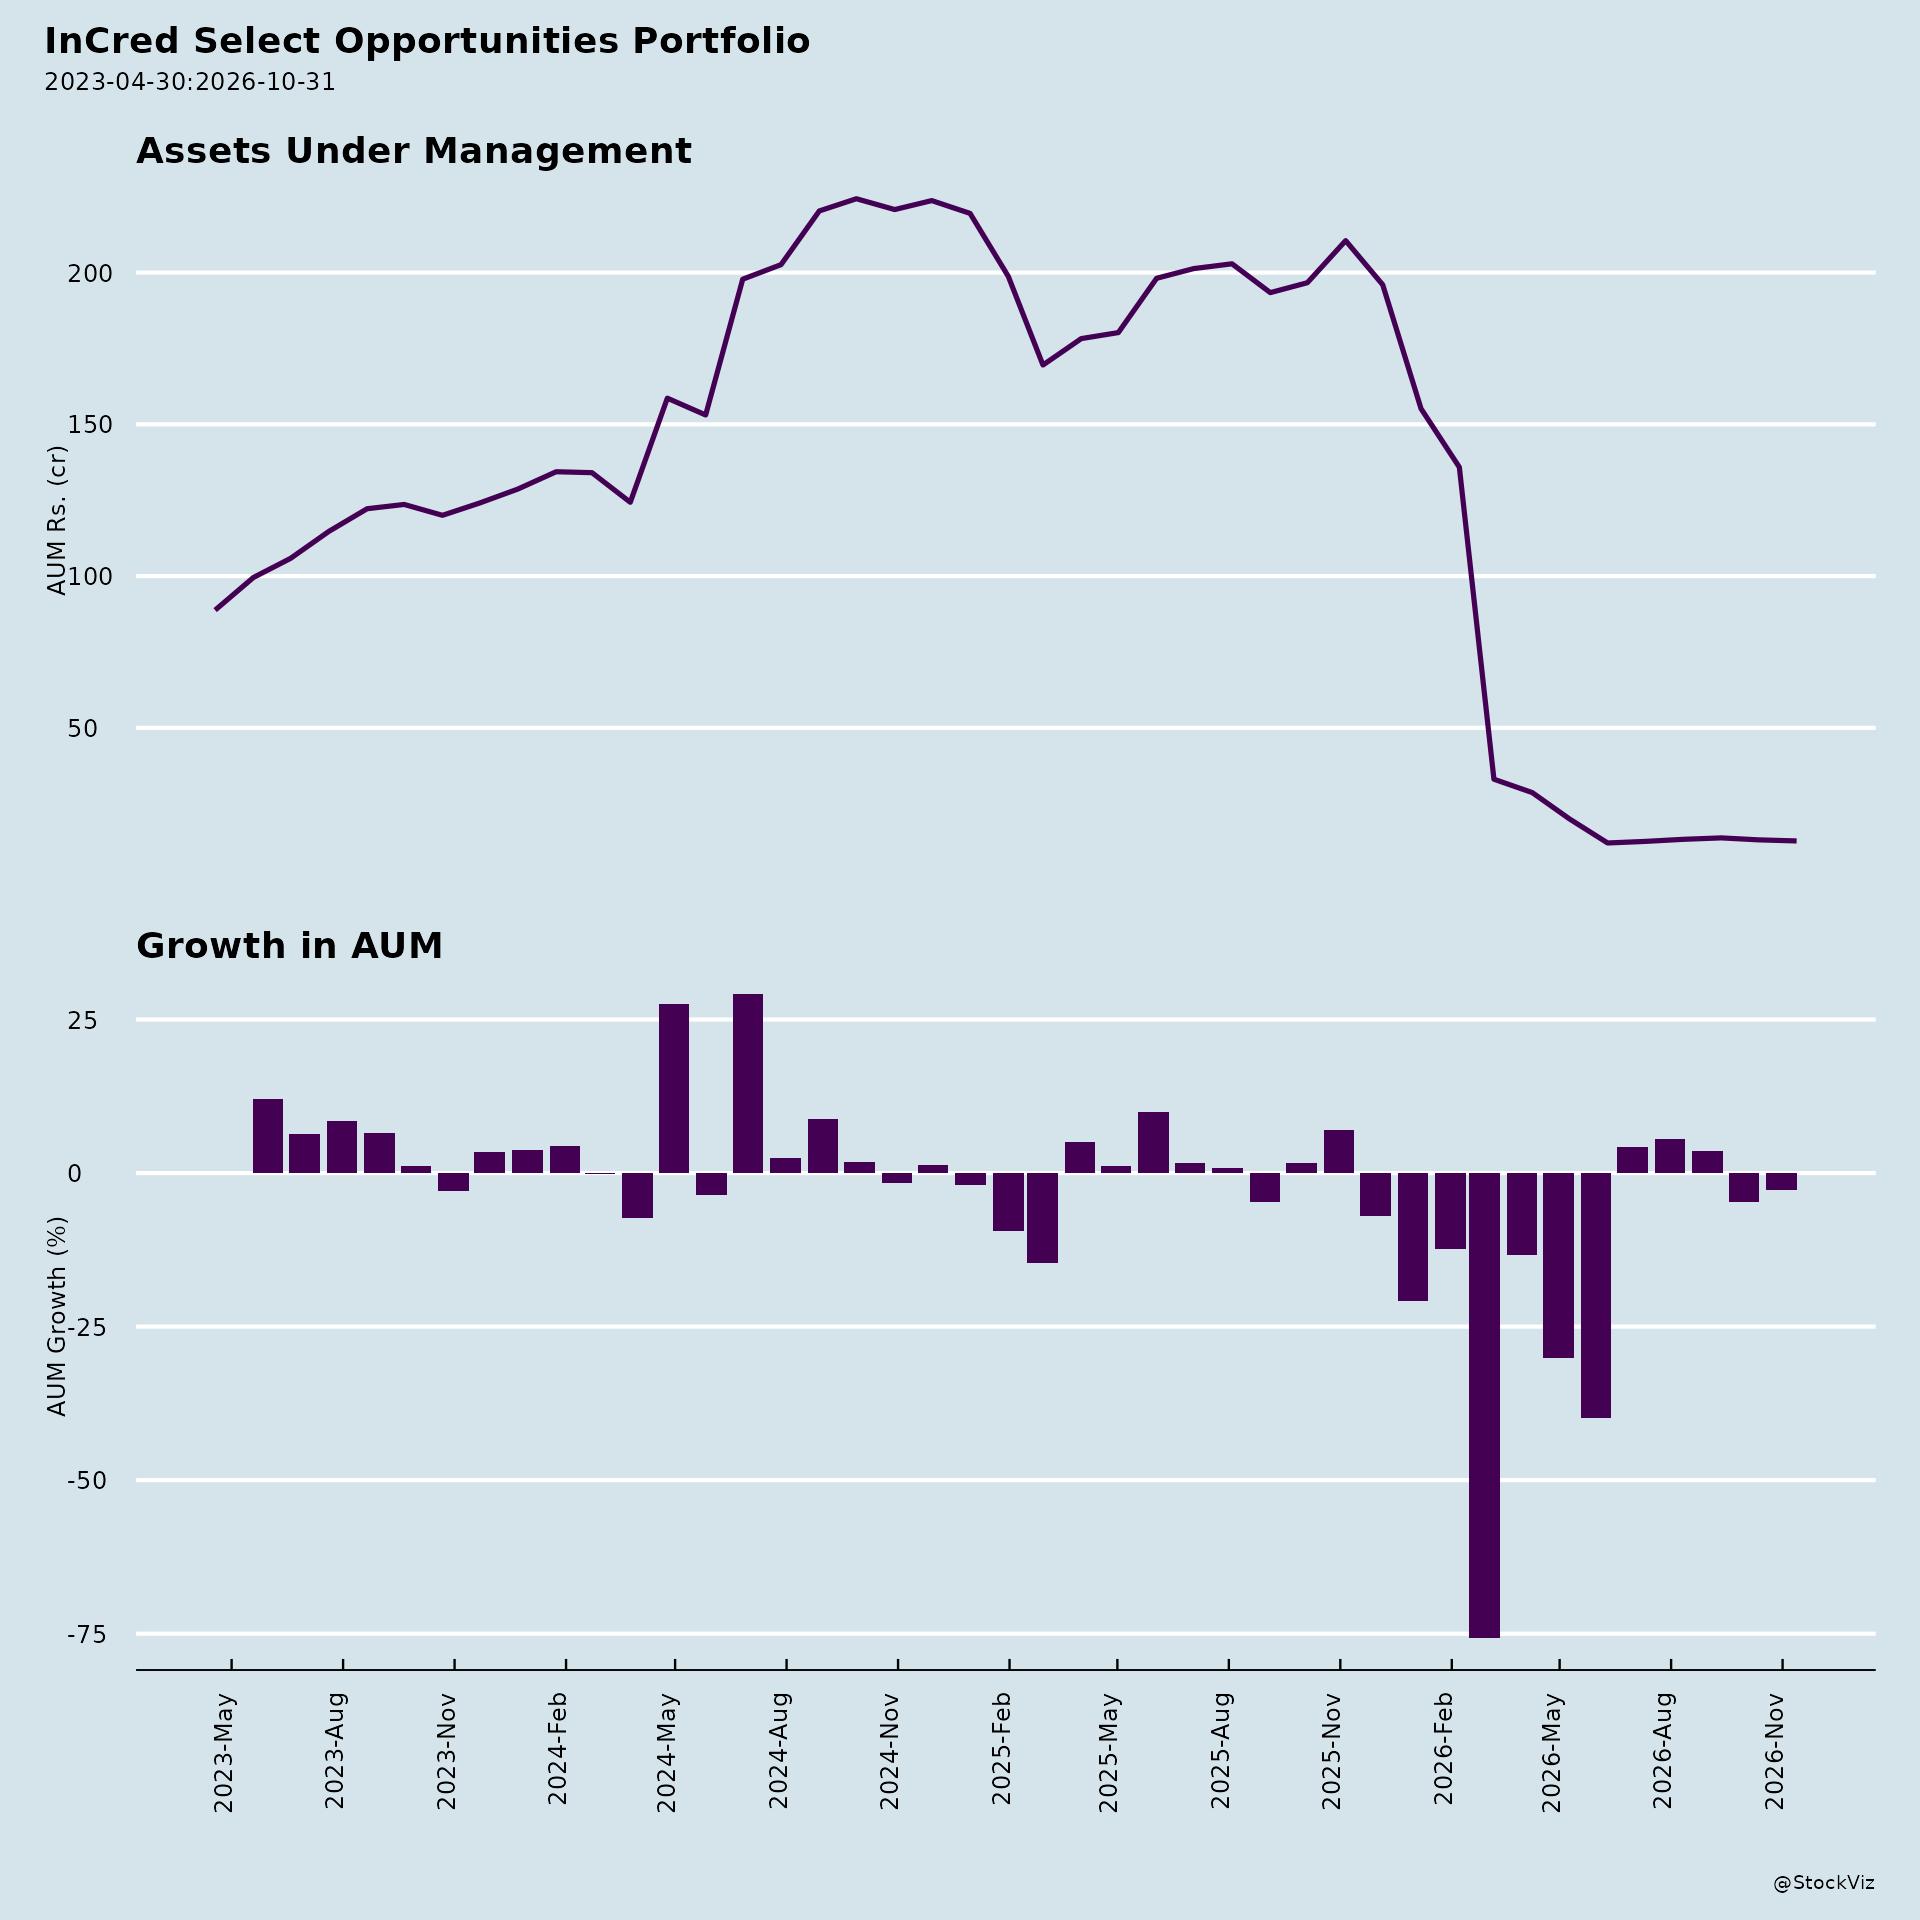 InCred Select Opportunities Portfolio
2023-04-30:2026-10-31
Assets Under Management
AUM Rs. (cr)
200
150
100
50
Growth in AUM
AUM Growth (%)
25
0
-25
-50
-75
2023-May
2023-Aug
2023-Nov
2024-Feb
2024-May
2024-Aug
2024-Nov
2025-Feb
2025-May
2025-Aug
2025-Nov
2026-Feb
2026-May
2026-Aug
2026-Nov
@StockViz